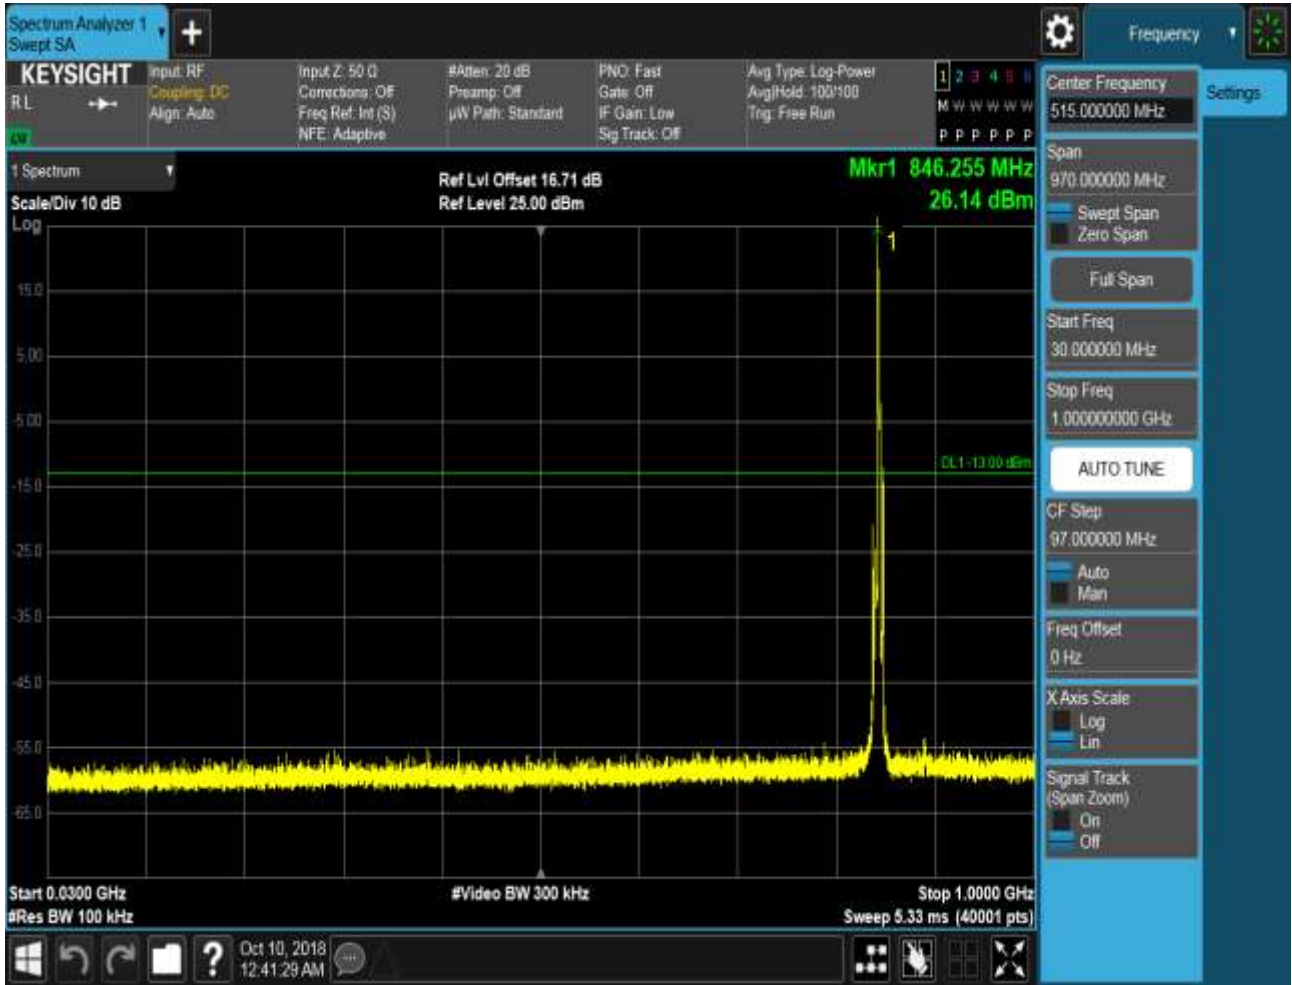 Spectrum Analyzer 1
Swept SA
Frequency
KEYSIGHT
Input: RF
Input Z: 50 Ω
#Atten: 20 dB
PNO: Fast
Avg Type: Log-Power
1 2 3 4 5 6
R L
Coupling: DC
Corrections: Off
Preamp: Off
Gate: Off
Avg|Hold: 100/100
M W W W W W
Align: Auto
Freq Ref: Int (S)
µW Path: Standard
IF Gain: Low
Trig: Free Run
NFE: Adaptive
Sig Track: Off
P P P P P P
1 Spectrum
Ref Lvl Offset 16.71 dB
Mkr1 846.255 MHz
Scale/Div 10 dB
Ref Level 25.00 dBm
26.14 dBm
Log
1
15.0
5.00
-5.00
DL1 -13.00 dBm
-15.0
-25.0
-35.0
-45.0
-55.0
-65.0
Start 0.0300 GHz
#Video BW 300 kHz
Stop 1.0000 GHz
#Res BW 100 kHz
Sweep 5.33 ms (40001 pts)
?
Oct 10, 2018
12:41:29 AM
Center Frequency
515.000000 MHz
Settings
Span
970.000000 MHz
Swept Span
Zero Span
Full Span
Start Freq
30.000000 MHz
Stop Freq
1.000000000 GHz
AUTO TUNE
CF Step
97.000000 MHz
Auto
Man
Freq Offset
0 Hz
X Axis Scale
Log
Lin
Signal Track
(Span Zoom)
On
Off